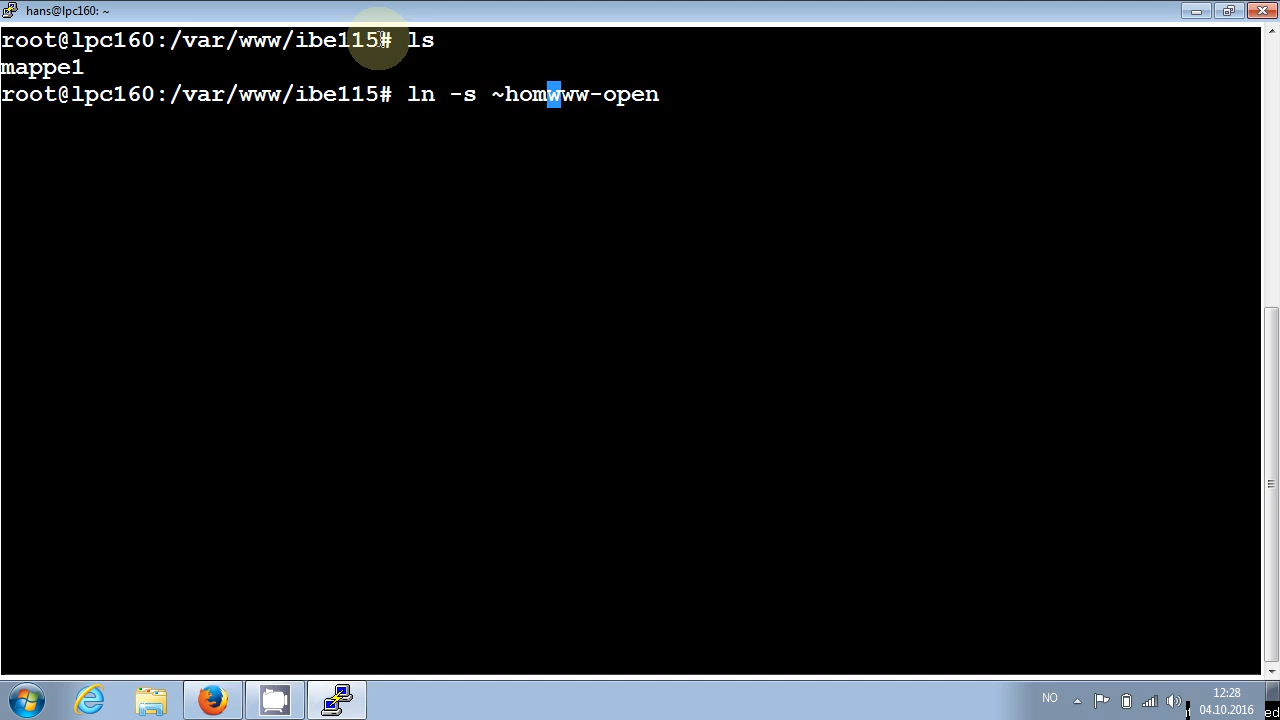 hans@lpc160: ~
root@lpc160:/var/www/ibe115# ls
mappe1
root@lpc160:/var/www/ibe115# ln -s ~homwww-open
NO
12:28
04.10.2016